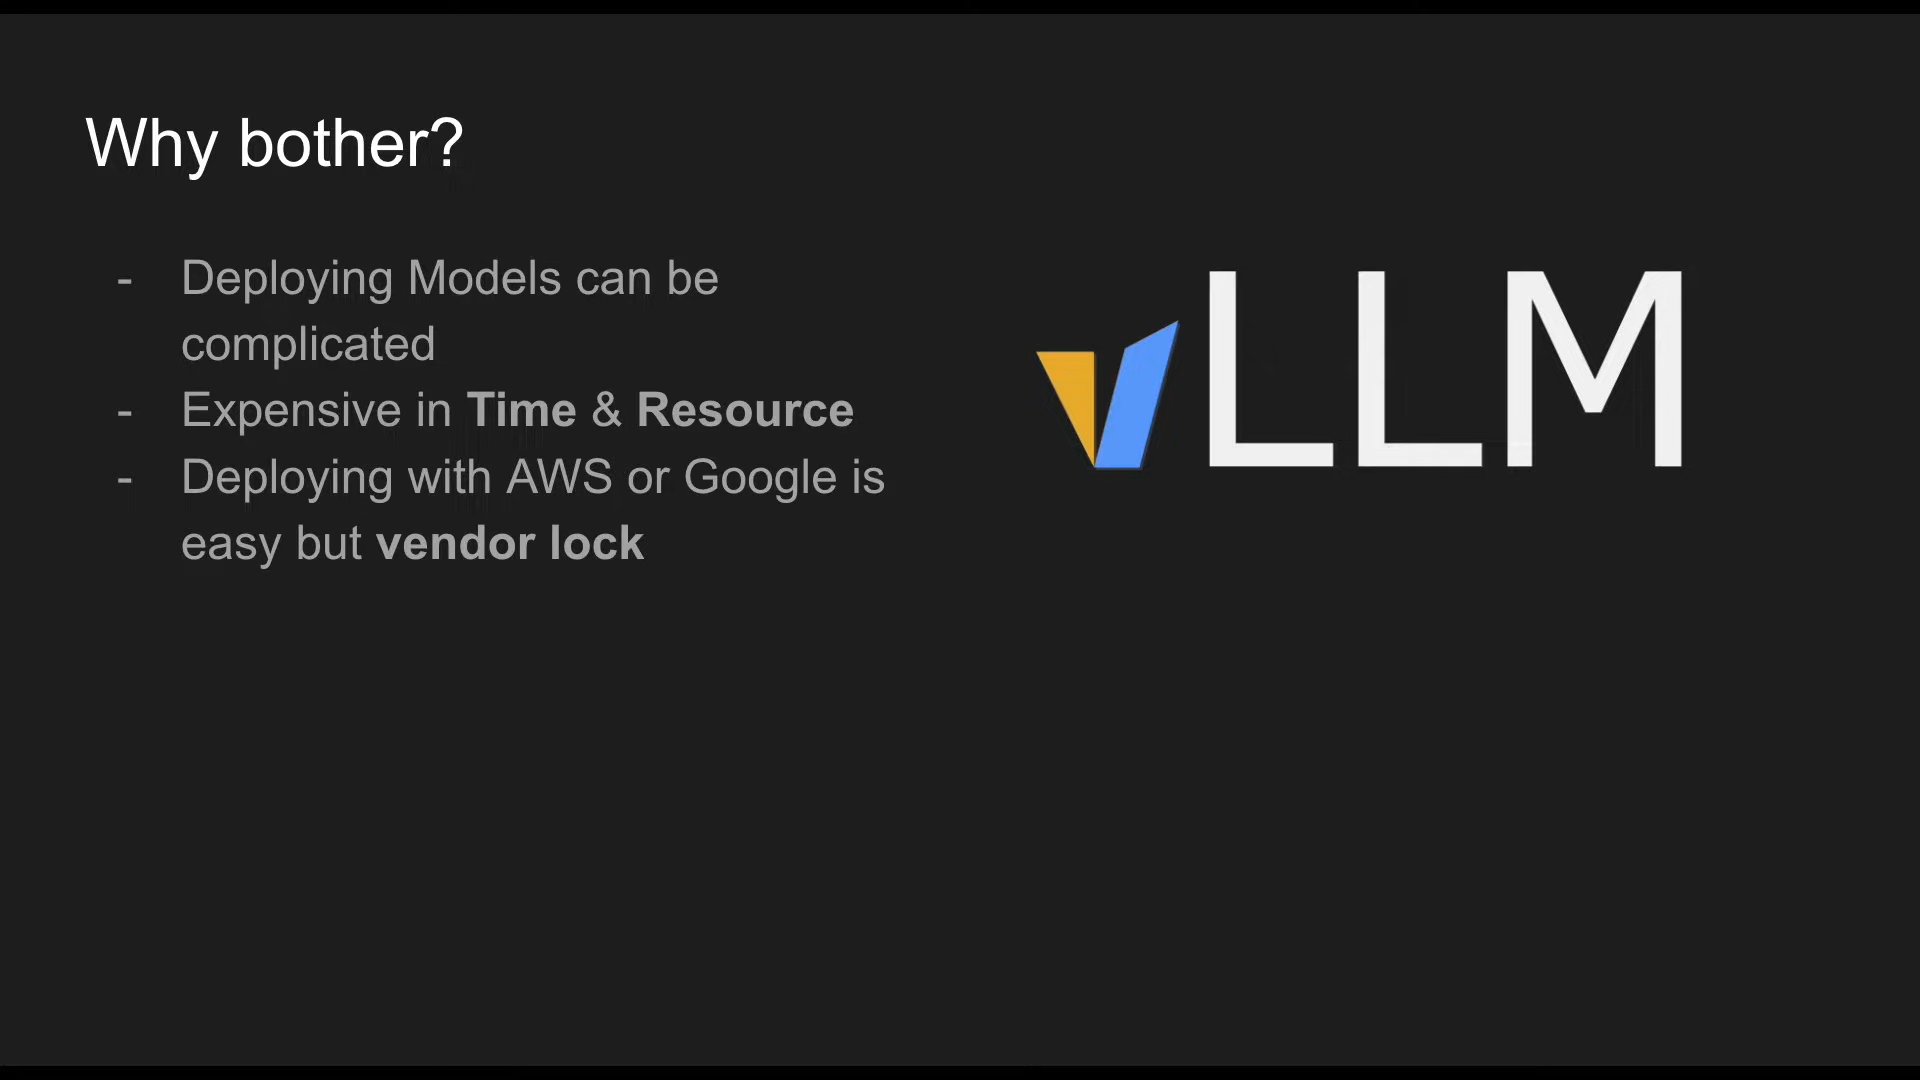 Why bother?
- Deploying Models can be
complicated
- Expensive in Time & Resource
- Deploying with AWS or Google is
easy but vendor lock
vLLM